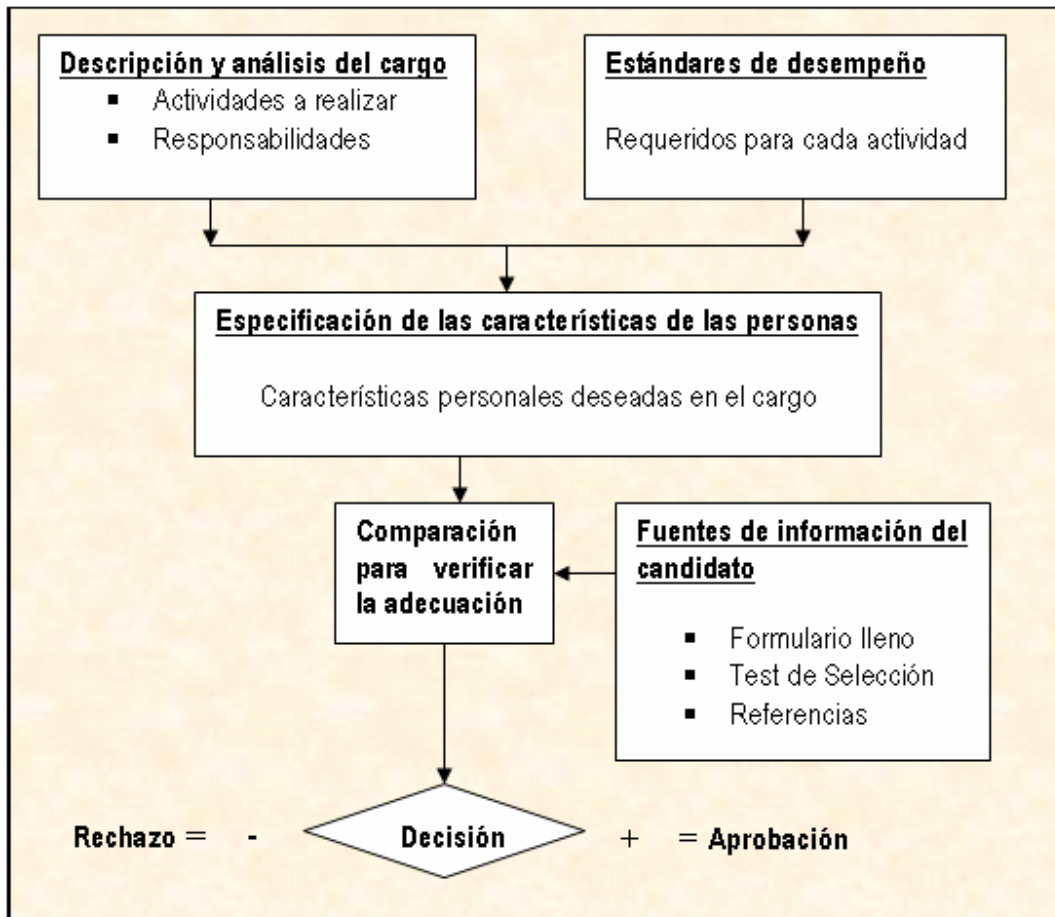 Descripción y análisis del cargo
▪ Actividades a realizar
▪ Responsabilidades
Estándares de desempeño
Requeridos para cada actividad
Especificación de las características de las personas
Características personales deseadas en el cargo
Comparación
para verificar
la adecuación
Fuentes de información del
candidato
▪ Formulario lleno
▪ Test de Selección
▪ Referencias
Rechazo = -
Decisión
+ = Aprobación